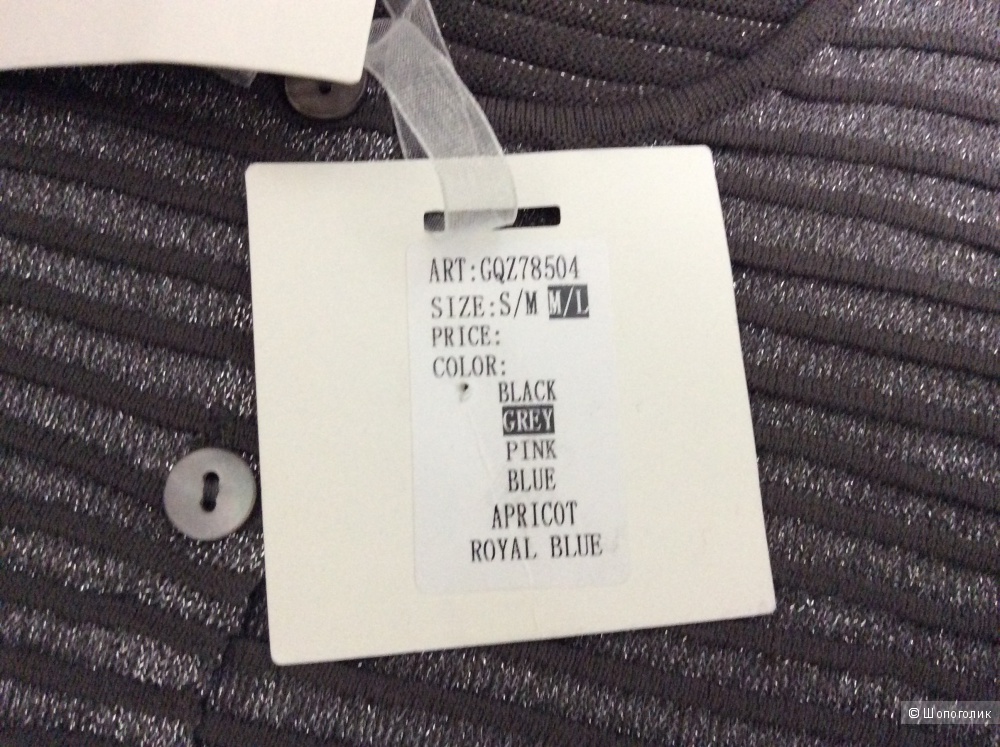 ART:GQZ78504
SIZE:S/M M/L
PRICE:
COLOR:
BLACK
GREY
PINK
BLUE
APRICOT
ROYAL BLUE
© Шопоголик